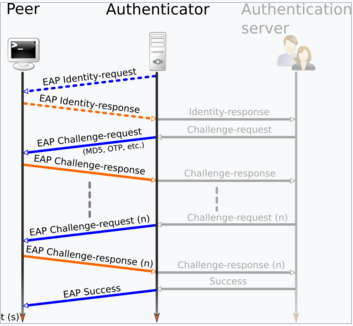 Peer
Authenticator
Authentication
server
EAP Identity-request
EAP Identity-response
Identity-response
Challenge-request
EAP Challenge-request
(MD5, OTP, etc.)
EAP Challenge-response
Challenge-response
Challenge-request (n)
EAP Challenge-request (n)
EAP Challenge-response (n)
Challenge-response (n)
Success
EAP Success
t (s)